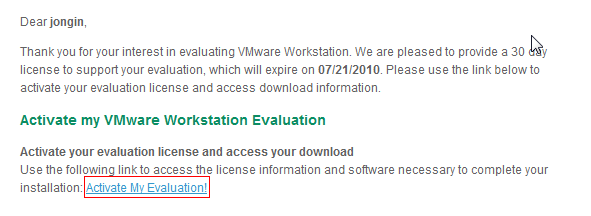 Dear jongin,
Thank you for your interest in evaluating VMware Workstation. We are pleased to provide a 30 day
license to support your evaluation, which will expire on 07/21/2010. Please use the link below to
activate your evaluation license and access download information.
Activate my VMware Workstation Evaluation
Activate your evaluation license and access your download
Use the following link to access the license information and software necessary to complete your
installation: Activate My Evaluation!